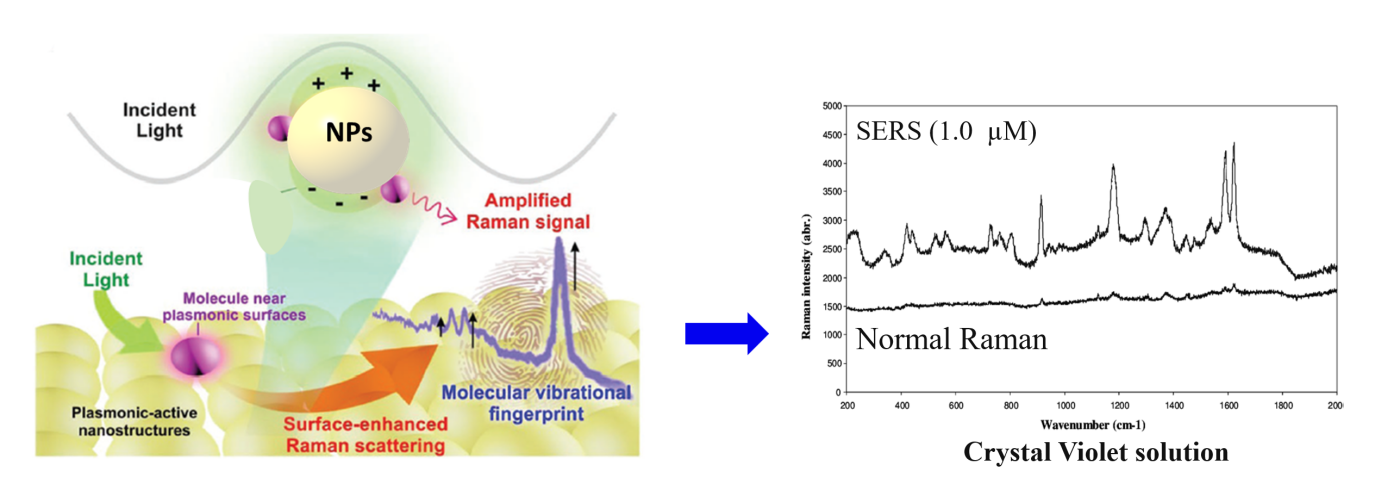 Incident
Light
+ + +
NPs
- - -
Amplified
Raman signal
Incident
Light
Molecule near
plasmonic surfaces
Molecular vibrational
fingerprint
Plasmonic-active
nanostructures
Surface-enhanced
Raman scattering
SERS (1.0 µM)
Normal Raman
Raman intensity (abr.)
5000
4500
4000
3500
3000
2500
2000
1500
1000
500
0
200 400 600 800 1000 1200 1400 1600 1800 200
Wavenumber (cm-1)
Crystal Violet solution